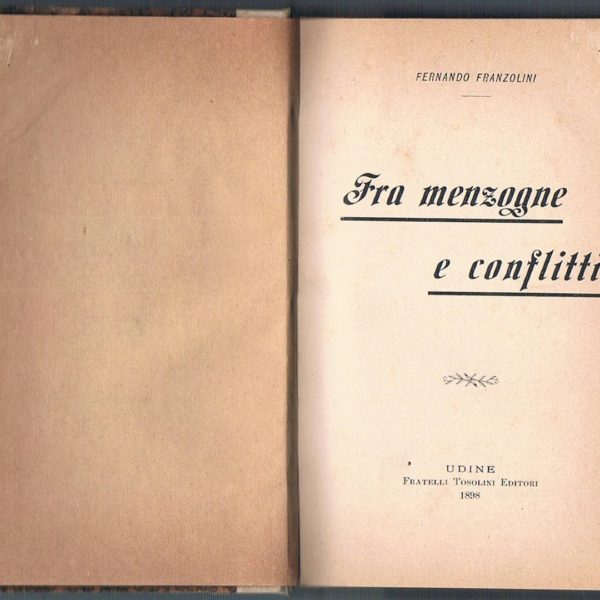 FERNANDO FRANZOLINI
Fra menzogne
e conflitti
UDINE
FRATELLI TOSOLINI EDITORI
1898